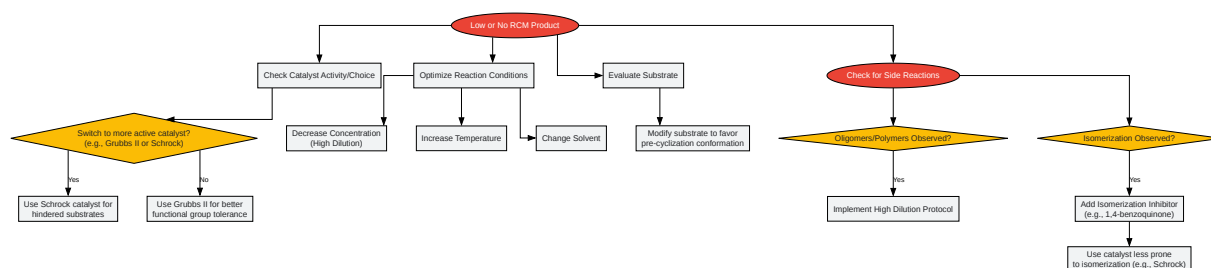 Low or No RCM Product
Check Catalyst Activity/Choice
Optimize Reaction Conditions
Evaluate Substrate
Check for Side Reactions
Switch to more active catalyst?
(e.g., Grubbs II or Schrock)
Decrease Concentration
(High Dilution)
Increase Temperature
Change Solvent
Modify substrate to favor
pre-cyclization conformation
Oligomers/Polymers Observed?
Isomerization Observed?
Yes
No
Yes
Yes
Use Schrock catalyst for
hindered substrates
Use Grubbs II for better
functional group tolerance
Implement High Dilution Protocol
Add Isomerization Inhibitor
(e.g., 1,4-benzoquinone)
Use catalyst less prone
to isomerization (e.g., Schrock)